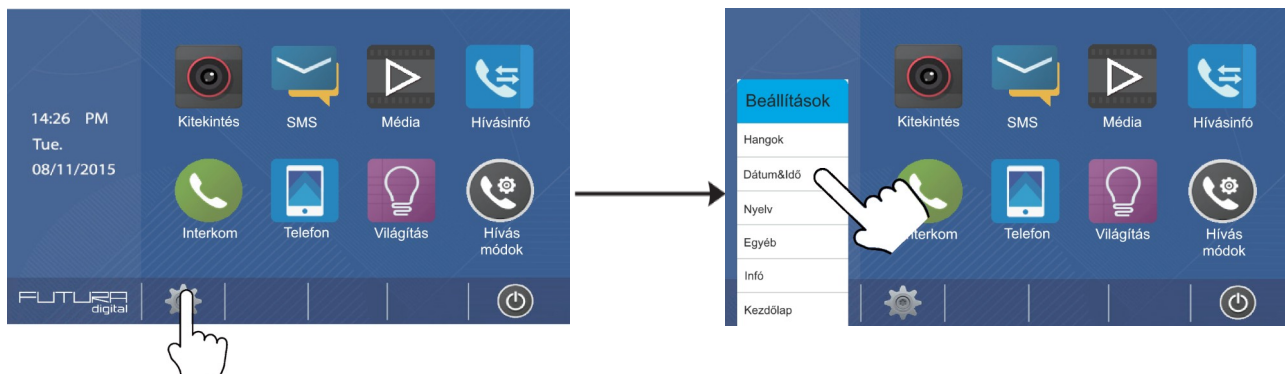 14:26 PM
Tue.
08/11/2015
Kitekintés
SMS
Média
Hívásinfó
Interkom
Telefon
Világítás
Hívás
módok
FUTURA
digital
Beállítások
Hangok
Dátum&Idő
Nyelv
Egyéb
Infó
Kezdőlap
Kitekintés
SMS
Média
Hívásinfó
nterkom
Telefon
Világítás
Hívás
módok